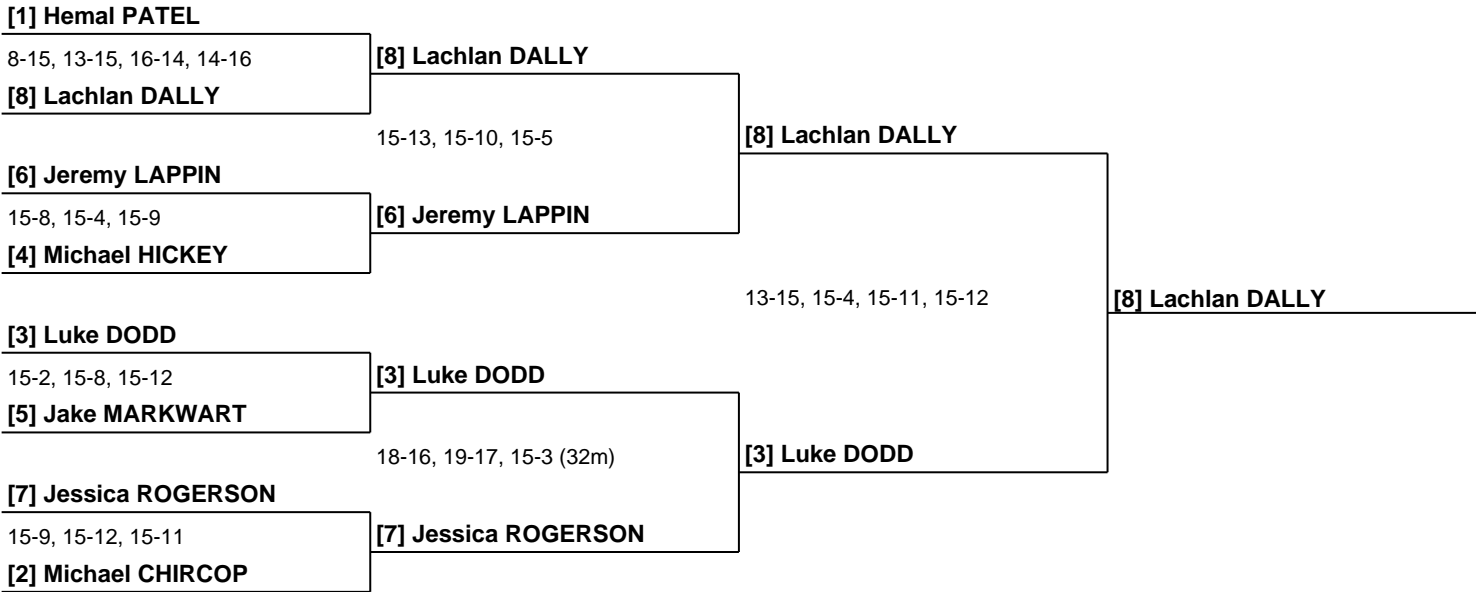 [1] Hemal PATEL
8-15, 13-15, 16-14, 14-16
[8] Lachlan DALLY
[8] Lachlan DALLY
15-13, 15-10, 15-5
[8] Lachlan DALLY
[6] Jeremy LAPPIN
15-8, 15-4, 15-9
[6] Jeremy LAPPIN
[4] Michael HICKEY
13-15, 15-4, 15-11, 15-12
[8] Lachlan DALLY
[3] Luke DODD
15-2, 15-8, 15-12
[3] Luke DODD
[5] Jake MARKWART
18-16, 19-17, 15-3 (32m)
[3] Luke DODD
[7] Jessica ROGERSON
15-9, 15-12, 15-11
[7] Jessica ROGERSON
[2] Michael CHIRCOP